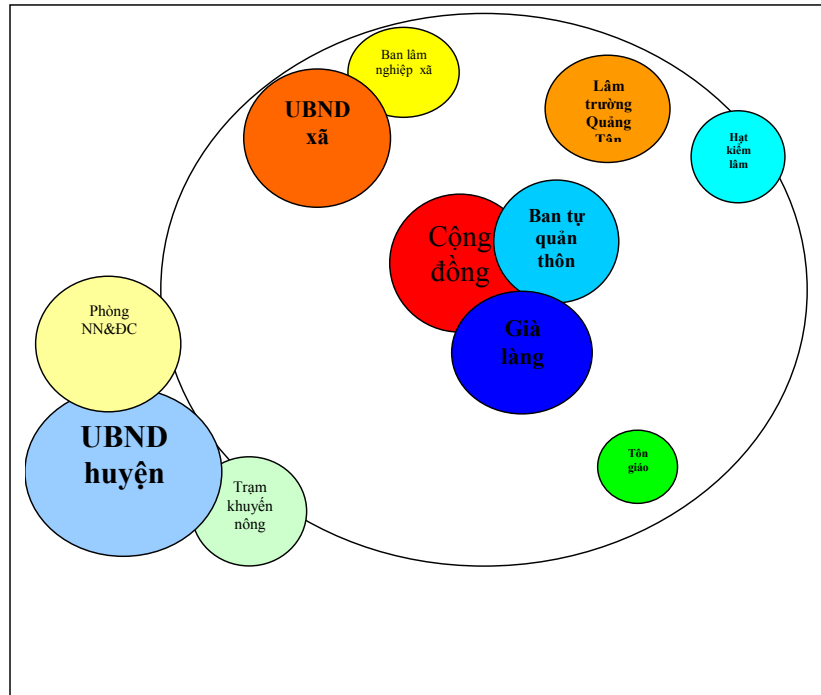 Ban lâm
nghiệp xã
UBND
xã
Lâm
trường
Quảng
Tân
Hạt
kiểm
lâm
Ban tự
quản
thôn
Cộng
đồng
Già
làng
Phòng
NN&ĐC
UBND
huyện
Trạm
khuyến
nông
Tôn
giáo